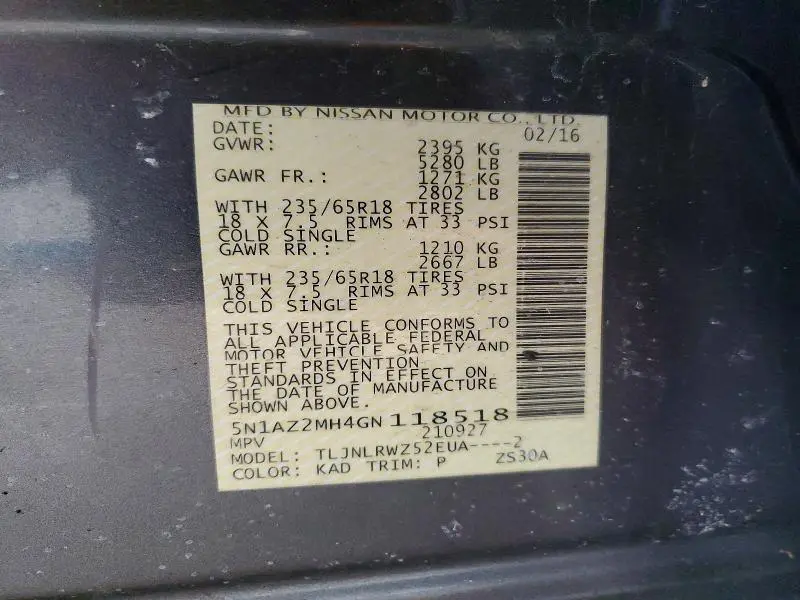 MFD BY NISSAN MOTOR CO., LTD.
DATE: 02/16
GVWR: 2395 KG
5280 LB
GAWR FR.: 1271 KG
2802 LB
WITH 235/65R18 TIRES
18 X 7.5 RIMS AT 33 PSI
COLD SINGLE
GAWR RR.: 1210 KG
2667 LB
WITH 235/65R18 TIRES
18 X 7.5 RIMS AT 33 PSI
COLD SINGLE
THIS VEHICLE CONFORMS TO
ALL APPLICABLE FEDERAL
MOTOR VEHICLE SAFETY AND
THEFT PREVENTION
STANDARDS IN EFFECT ON
THE DATE OF MANUFACTURE
SHOWN ABOVE.
5N1AZ2MH4GN 118518
MPV 210927
MODEL: TLJNLRWZ52EUA----2
COLOR: KAD TRIM: P ZS30A